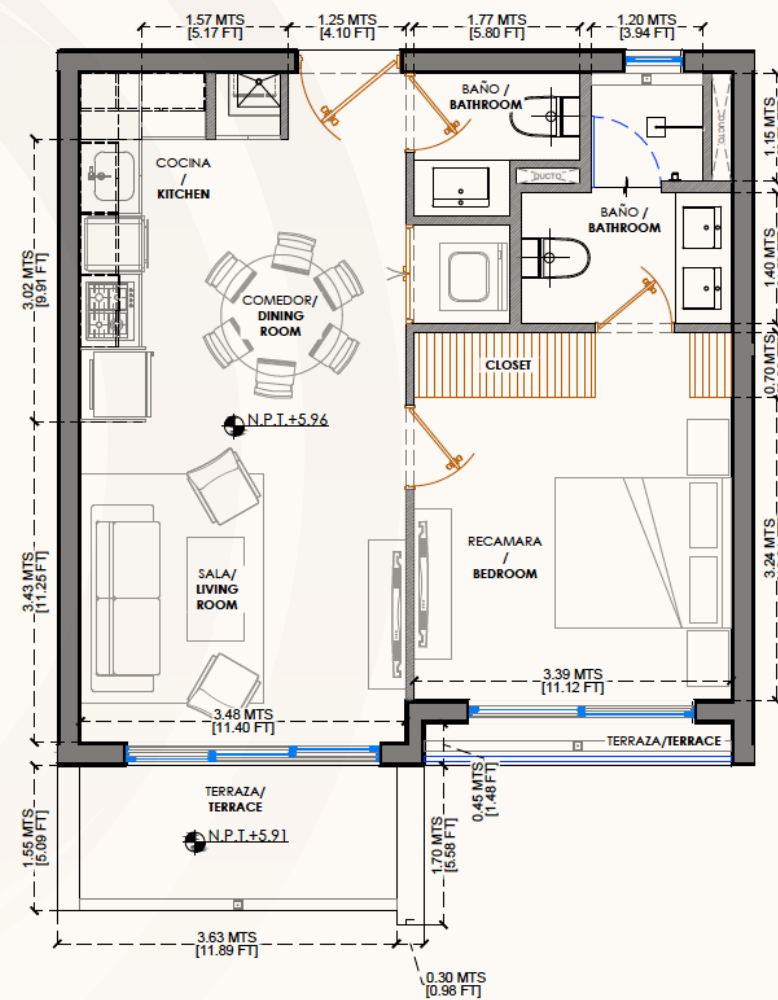 1.57 MTS
[5.17 FT]
1.25 MTS
[4.10 FT]
1.77 MTS
[5.80 FT]
1.20 MTS
[3.94 FT]
BAÑO /
BATHROOM
1.15 MTS
DUCTO
COCINA
/
KITCHEN
DUCTO
BAÑO /
BATHROOM
1.40 MTS
3.02 MTS
[9.91 FT]
COMEDOR/
DINING
ROOM
0.70 MTS
CLOSET
N.P.T.+5.96
3.24 MTS
RECAMARA
/
BEDROOM
3.43 MTS
[11.25 FT]
SALA/
LIVING
ROOM
3.39 MTS
[11.12 FT]
3.48 MTS
[11.40 FT]
TERRAZA/TERRACE
TERRAZA/
TERRACE
0.45 MTS
[1.48 FT]
N.P.T.+5.91
1.55 MTS
[5.09 FT]
1.70 MTS
[5.58 FT]
3.63 MTS
[11.89 FT]
0.30 MTS
[0.98 FT]